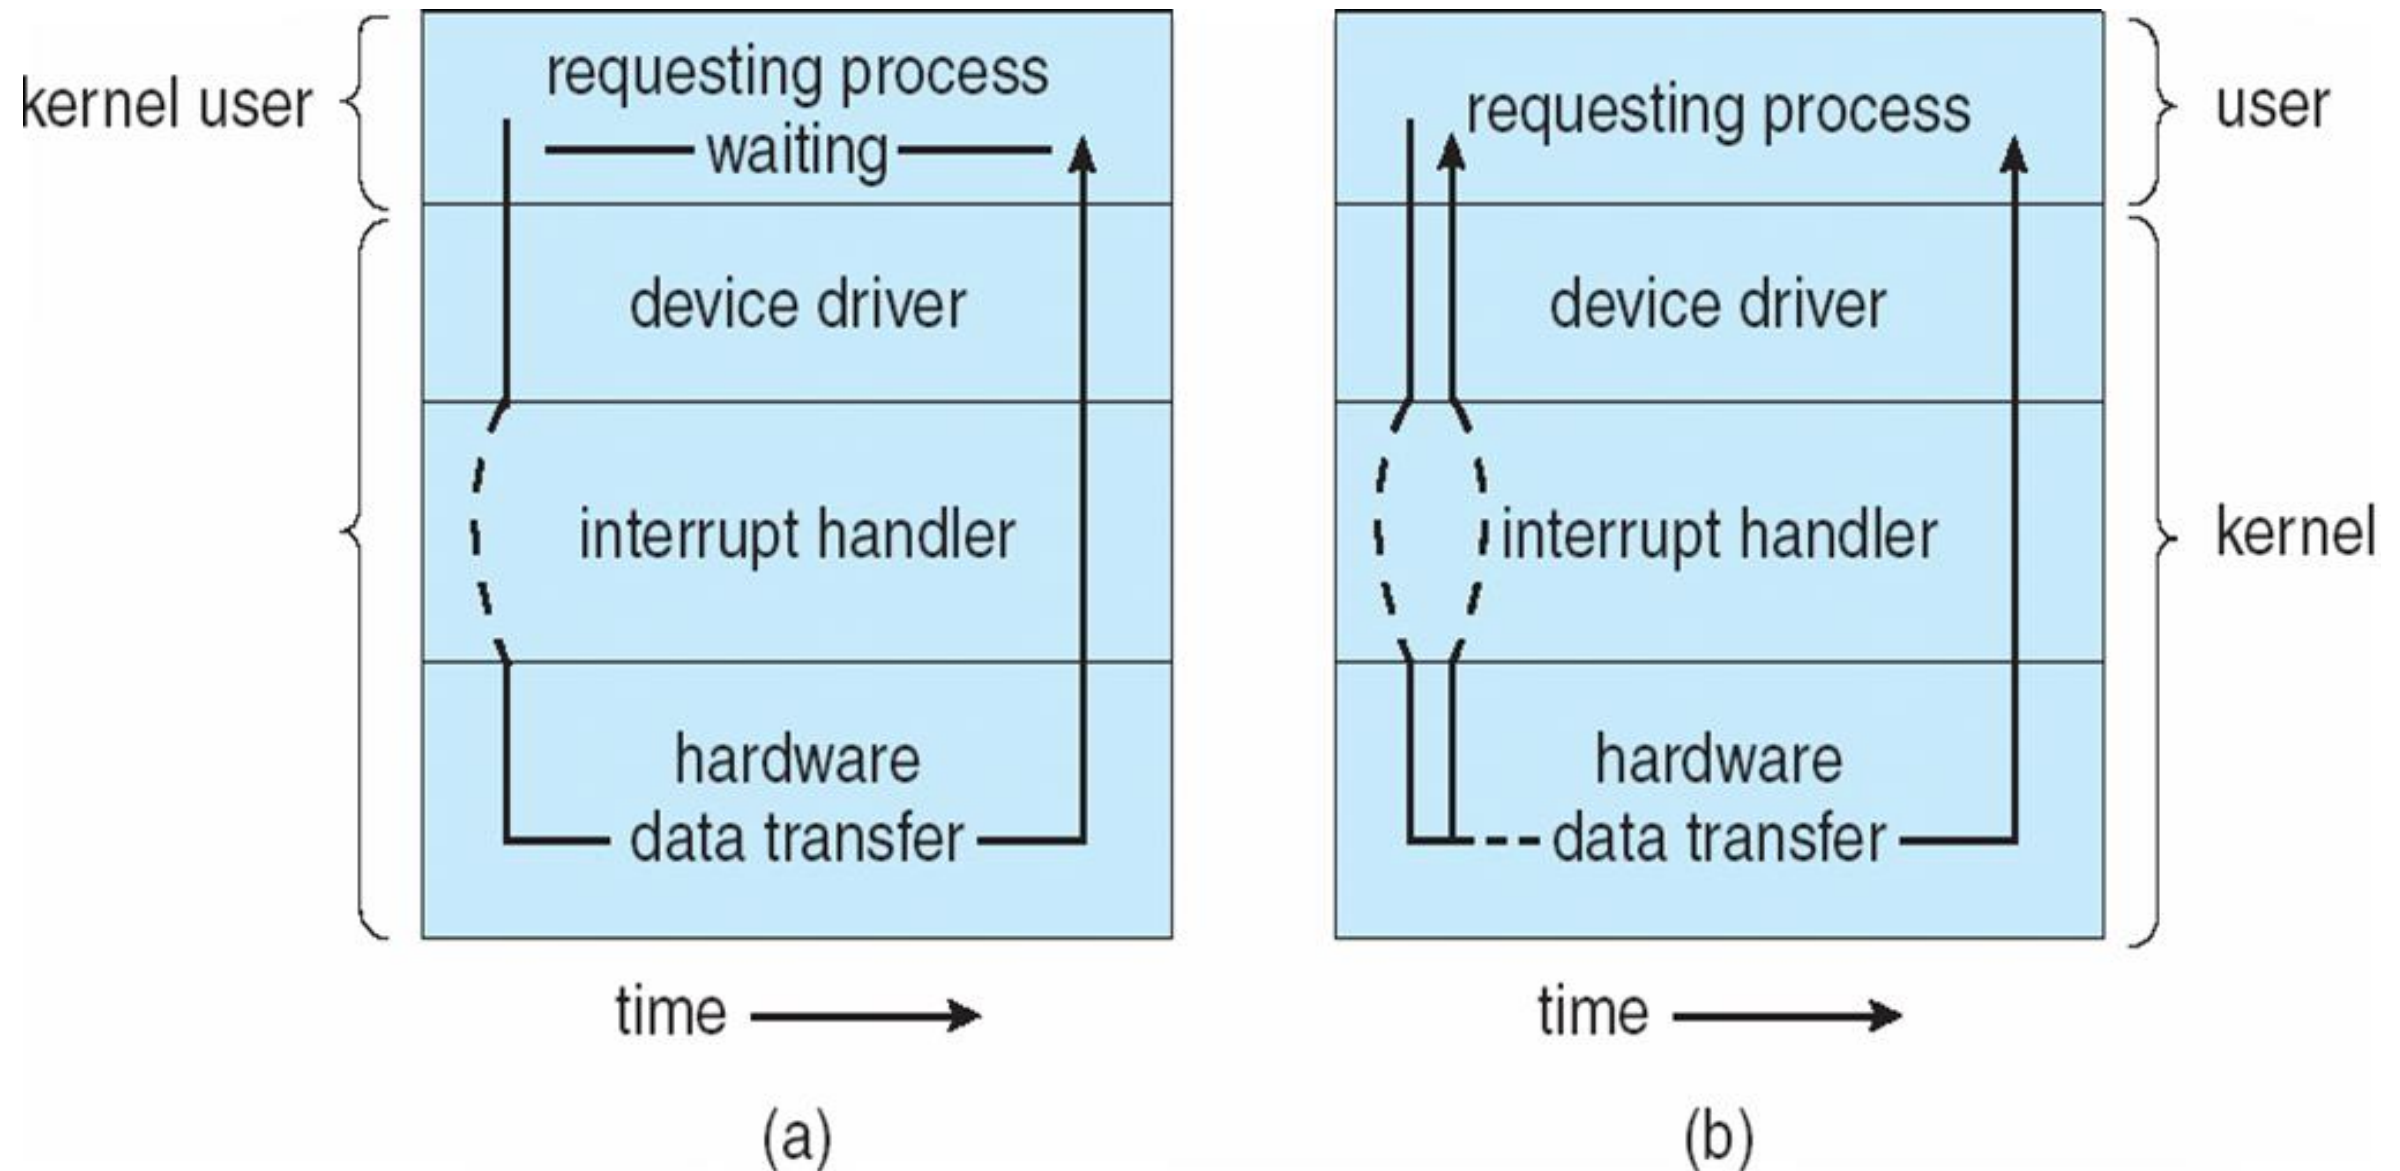 kernel user
requesting process
waiting
device driver
interrupt handler
hardware
data transfer
time
(a)
requesting process
device driver
interrupt handler
hardware
data transfer
time
(b)
user
kernel